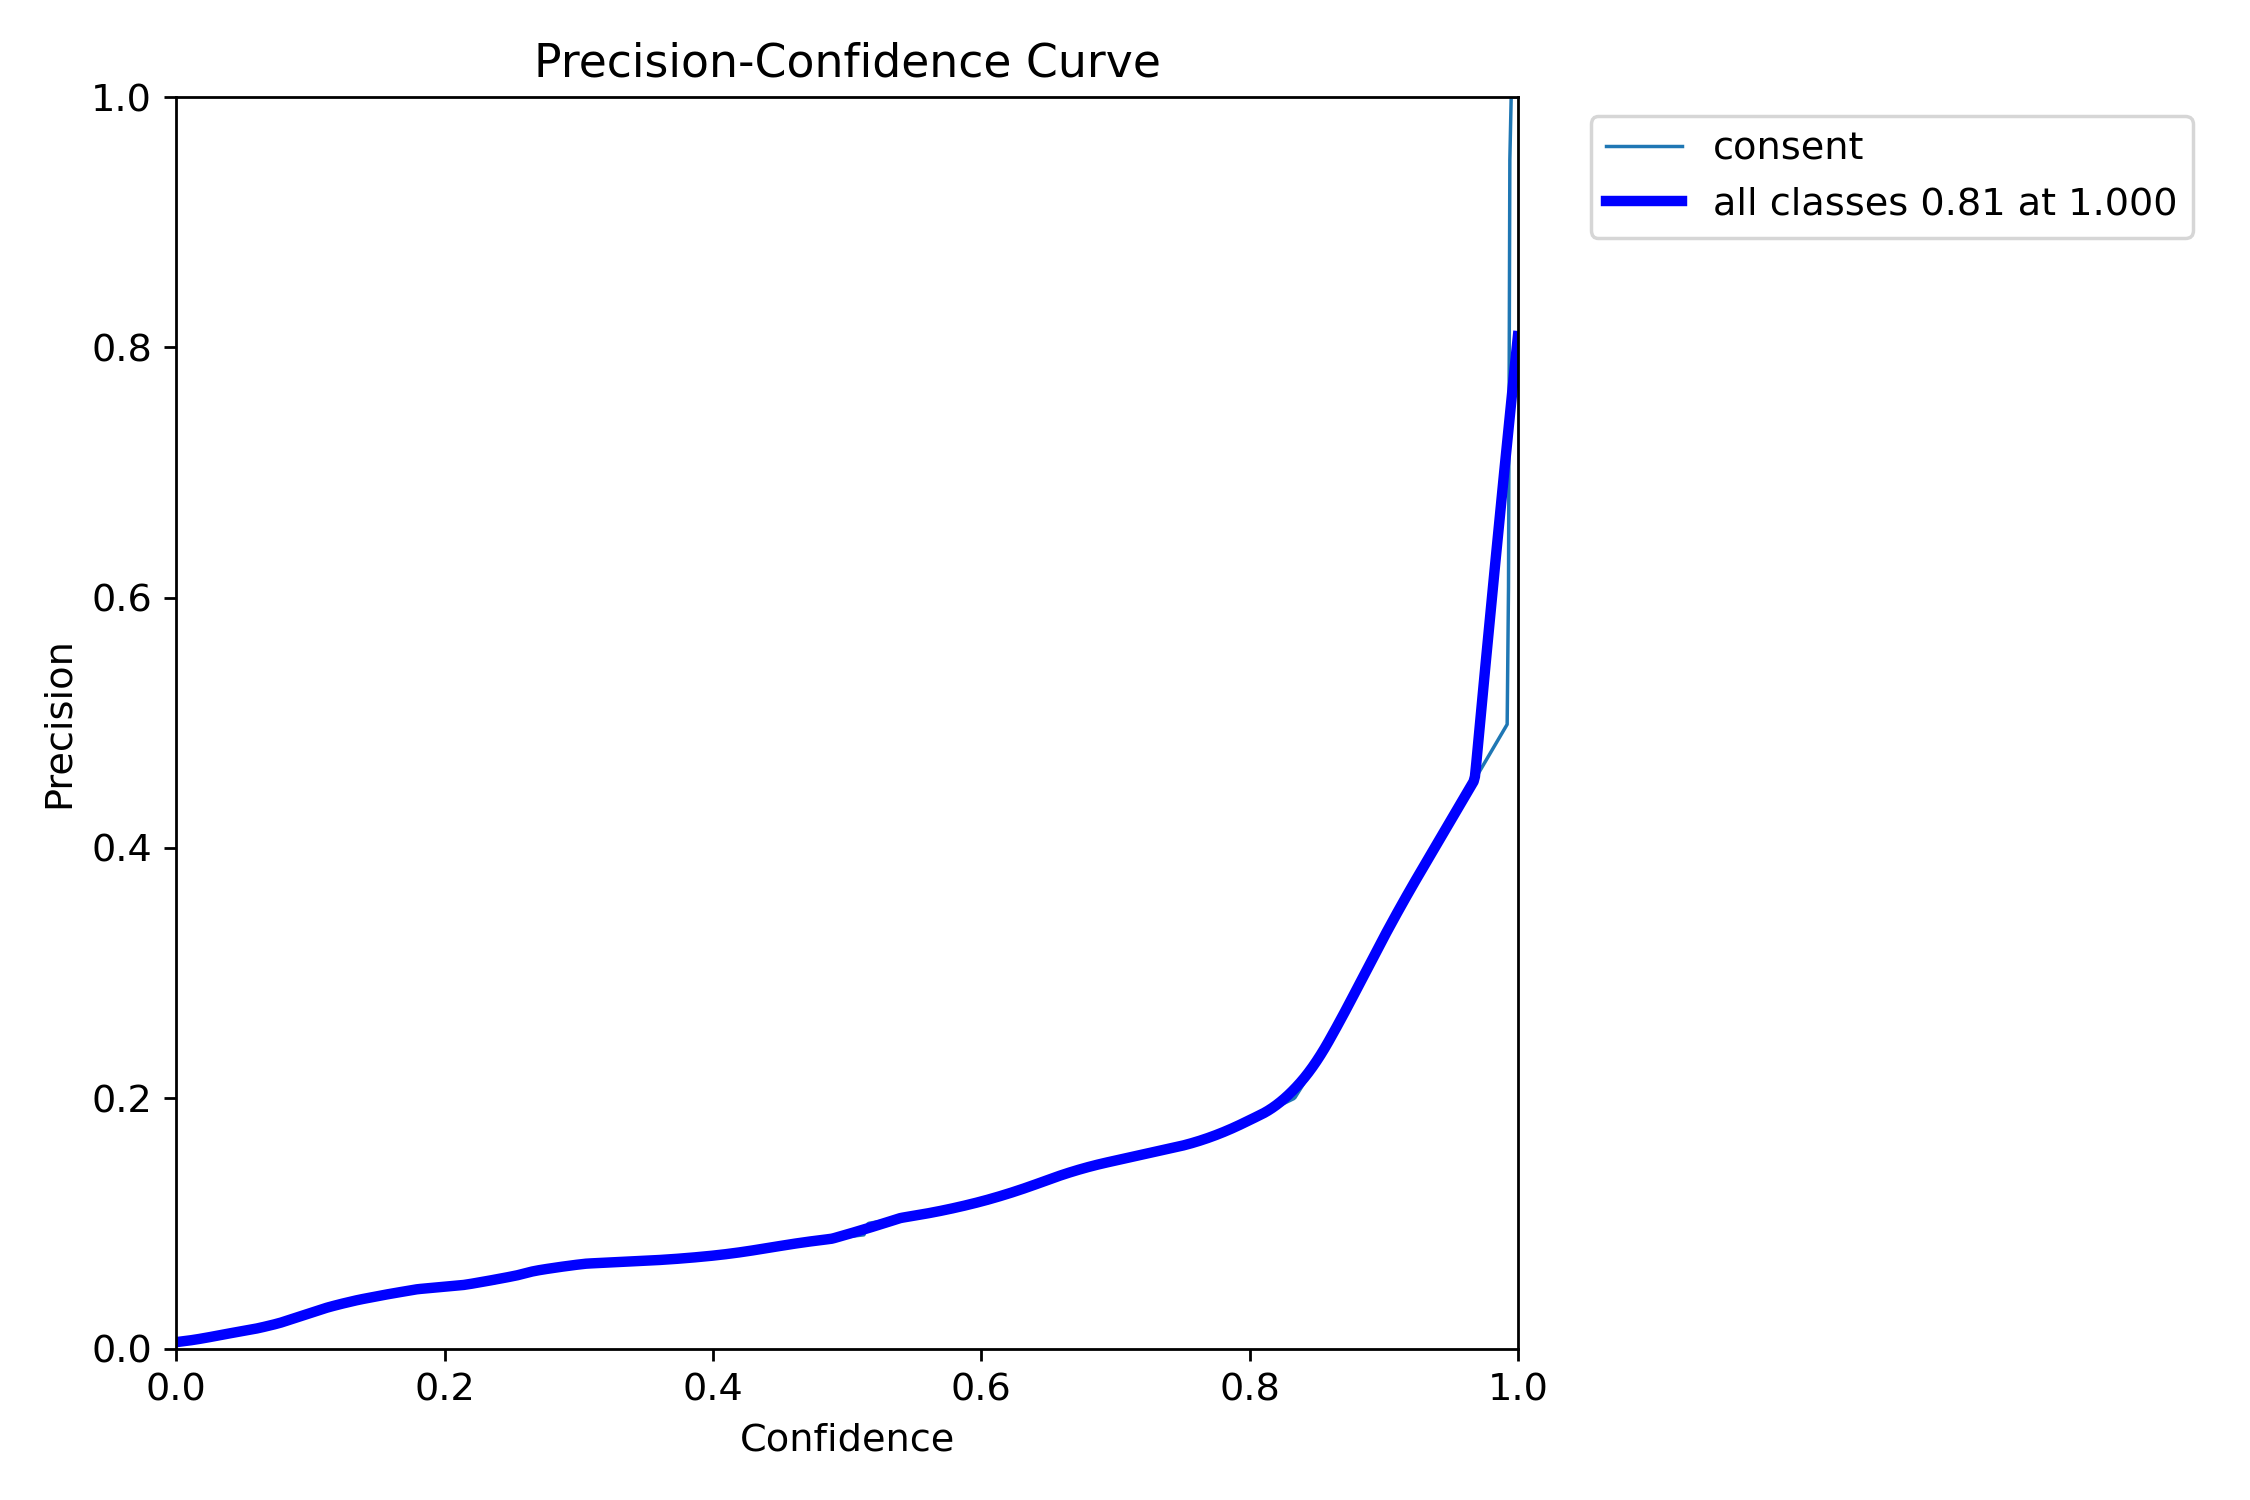 Precision-Confidence Curve
consent
all classes 0.81 at 1.000
Precision
1.0
0.8
0.6
0.4
0.2
0.0
0.0 0.2 0.4 0.6 0.8 1.0
Confidence